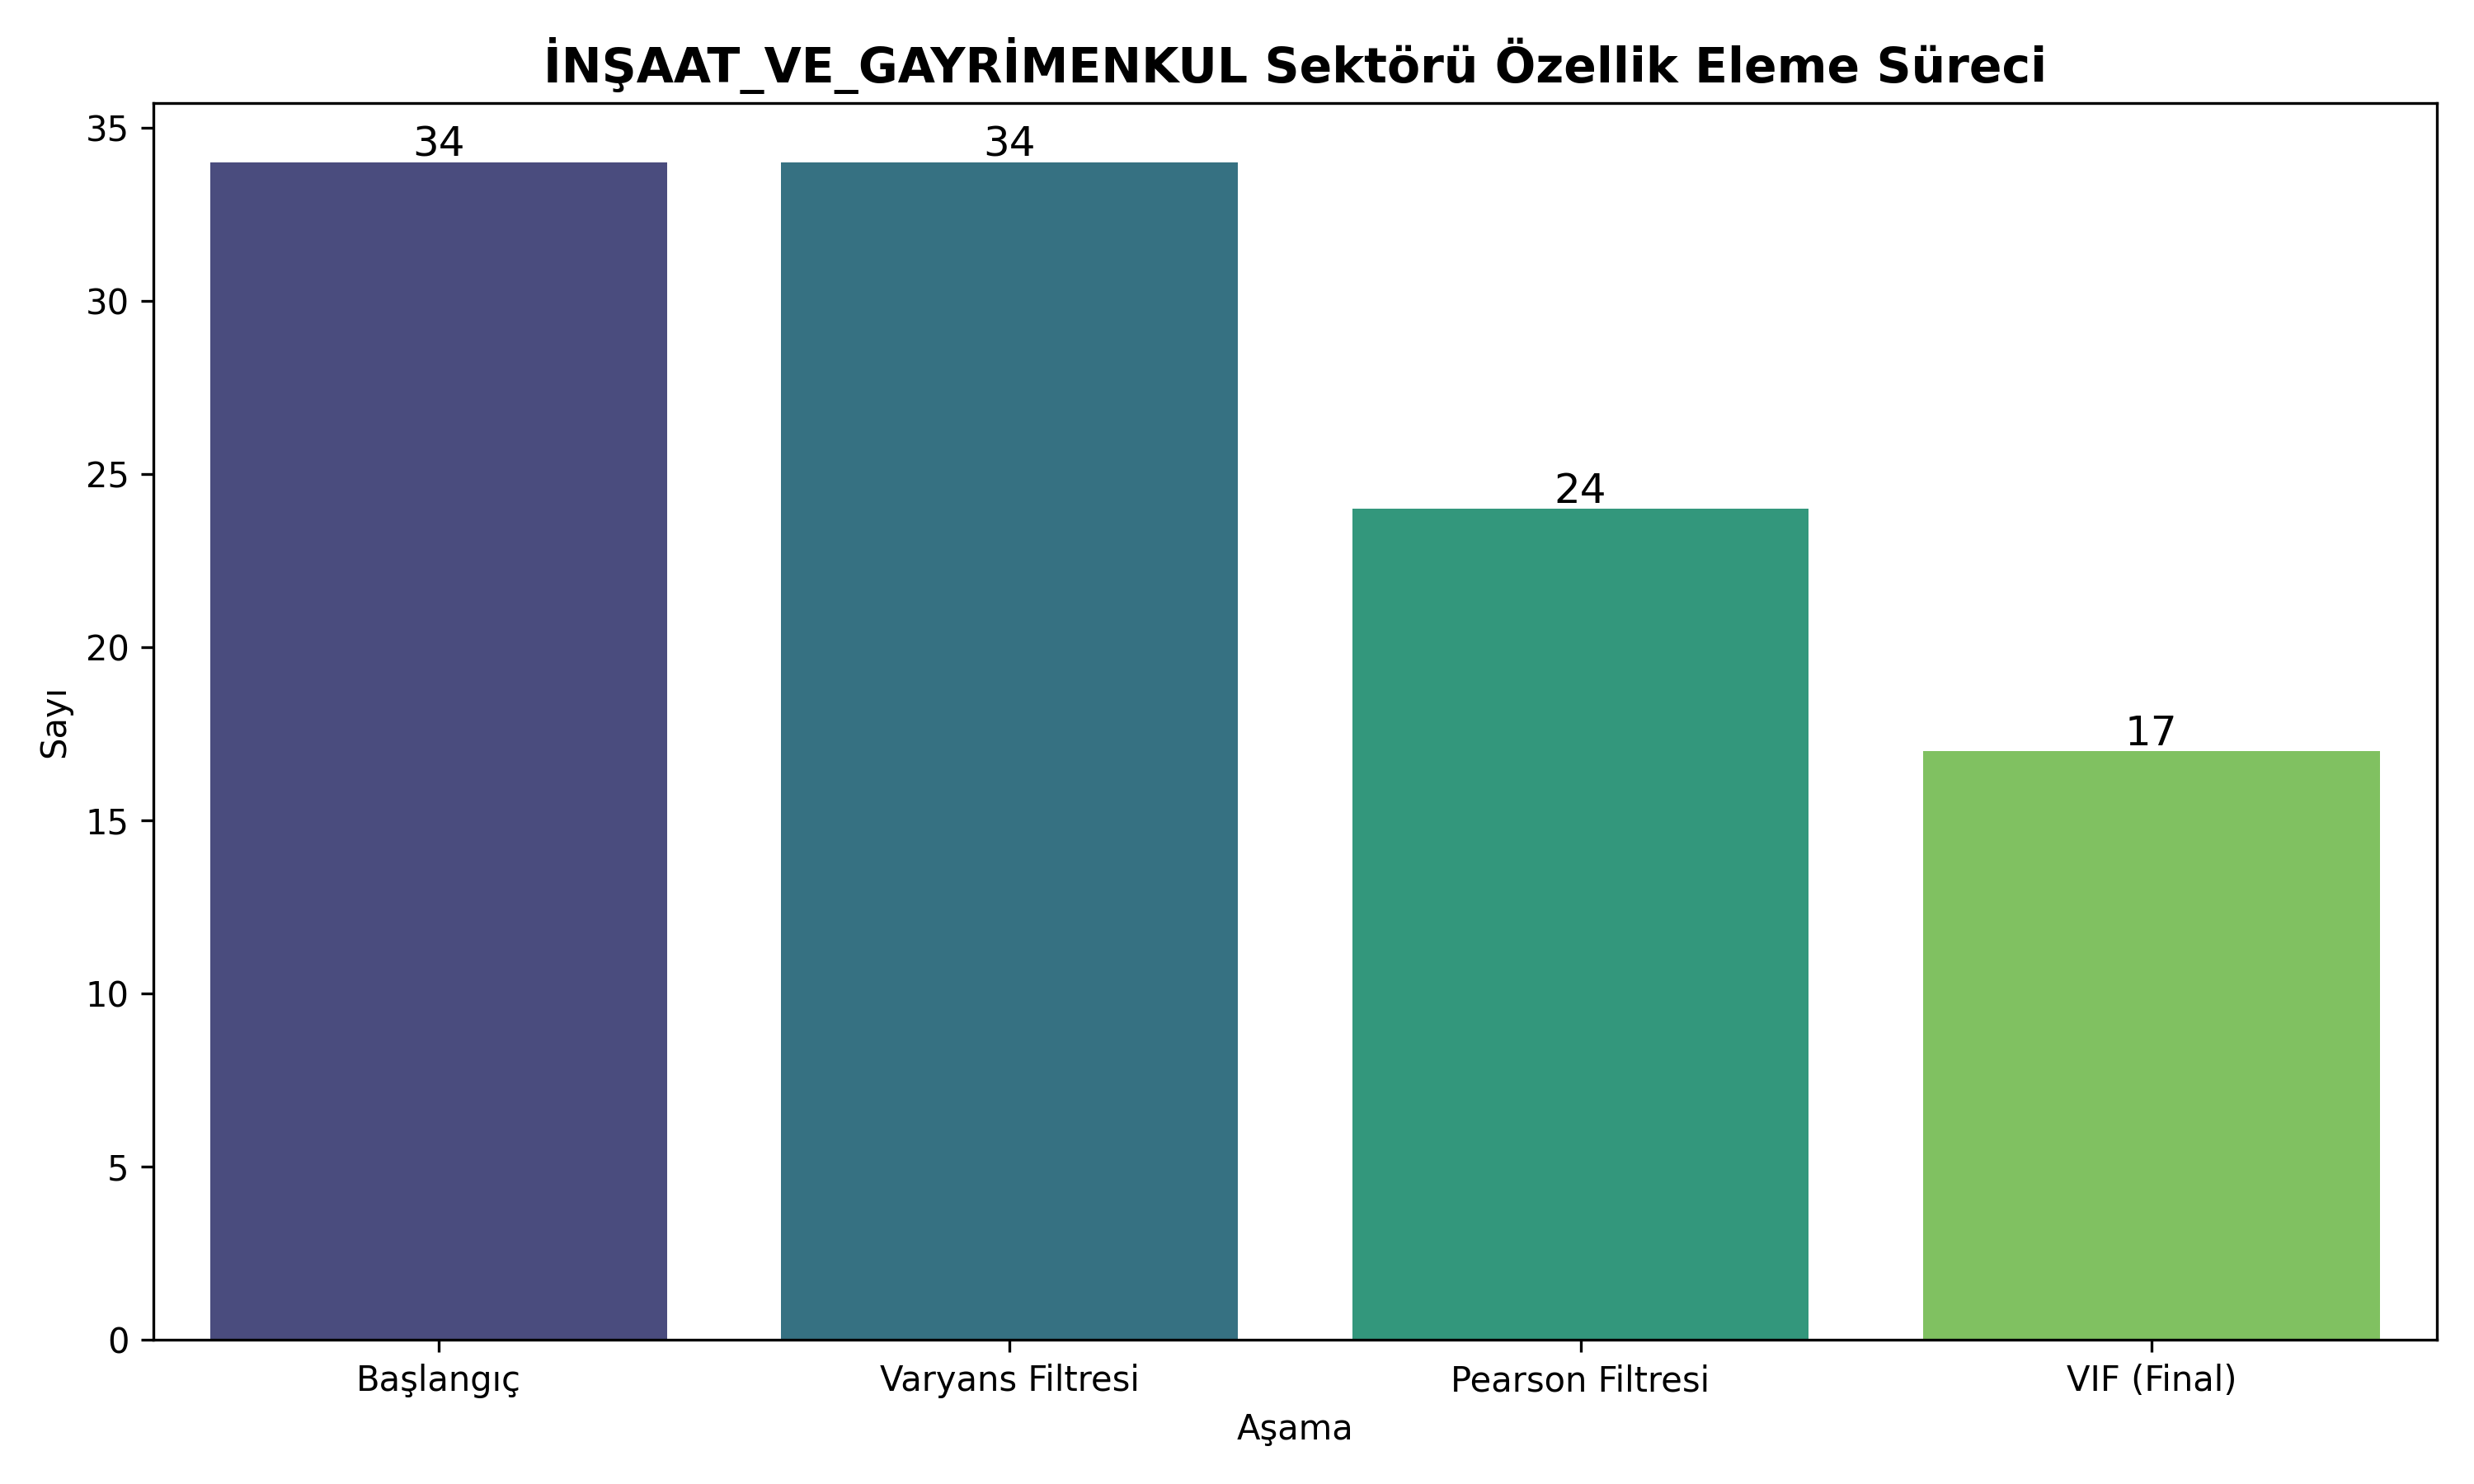 İNŞAAT_VE_GAYRİMENKUL Sektörü Özellik Eleme Süreci
35
30
25
20
15
10
5
0
Sayı
34
34
24
17
Başlangıç
Varyans Filtresi
Pearson Filtresi
VIF (Final)
Aşama